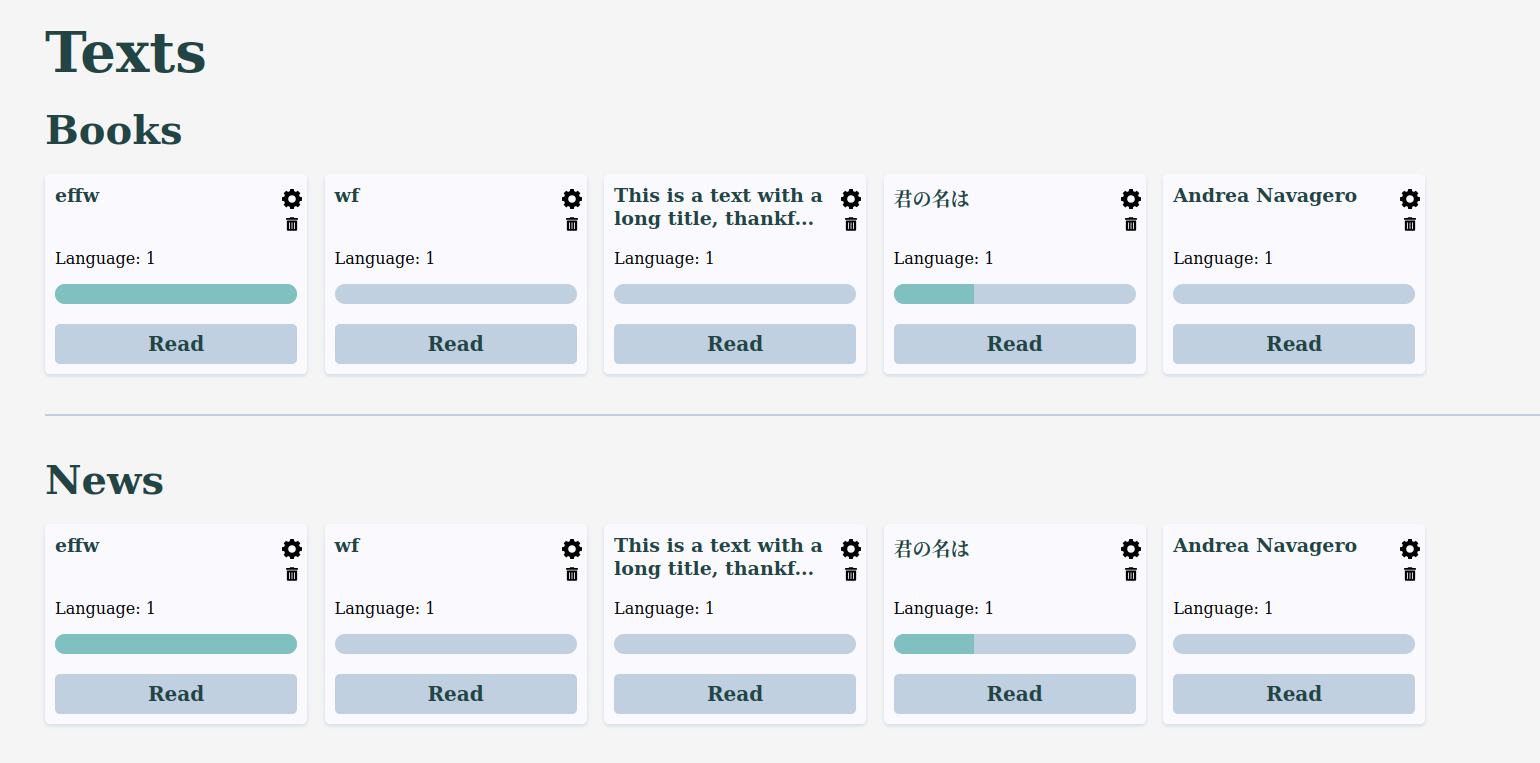 Texts
Books
effw
Language: 1
Read
wf
Language: 1
Read
This is a text with a
long title, thankf...
Language: 1
Read
君の名は
Language: 1
Read
Andrea Navagero
Language: 1
Read
News
effw
Language: 1
Read
wf
Language: 1
Read
This is a text with a
long title, thankf...
Language: 1
Read
君の名は
Language: 1
Read
Andrea Navagero
Language: 1
Read